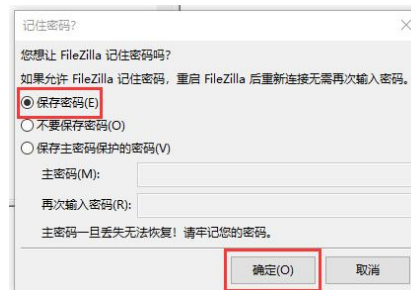 记住密码?
您想让 FileZilla 记住密码吗?
如果允许 FileZilla 记住密码，重启 FileZilla 后重新连接无需再次输入密码。
保存密码(E)
不要保存密码(O)
保存主密码保护的密码(V)
主密码(M):
再次输入密码(R):
主密码一旦丢失无法恢复！请牢记您的密码。
确定(O) 取消